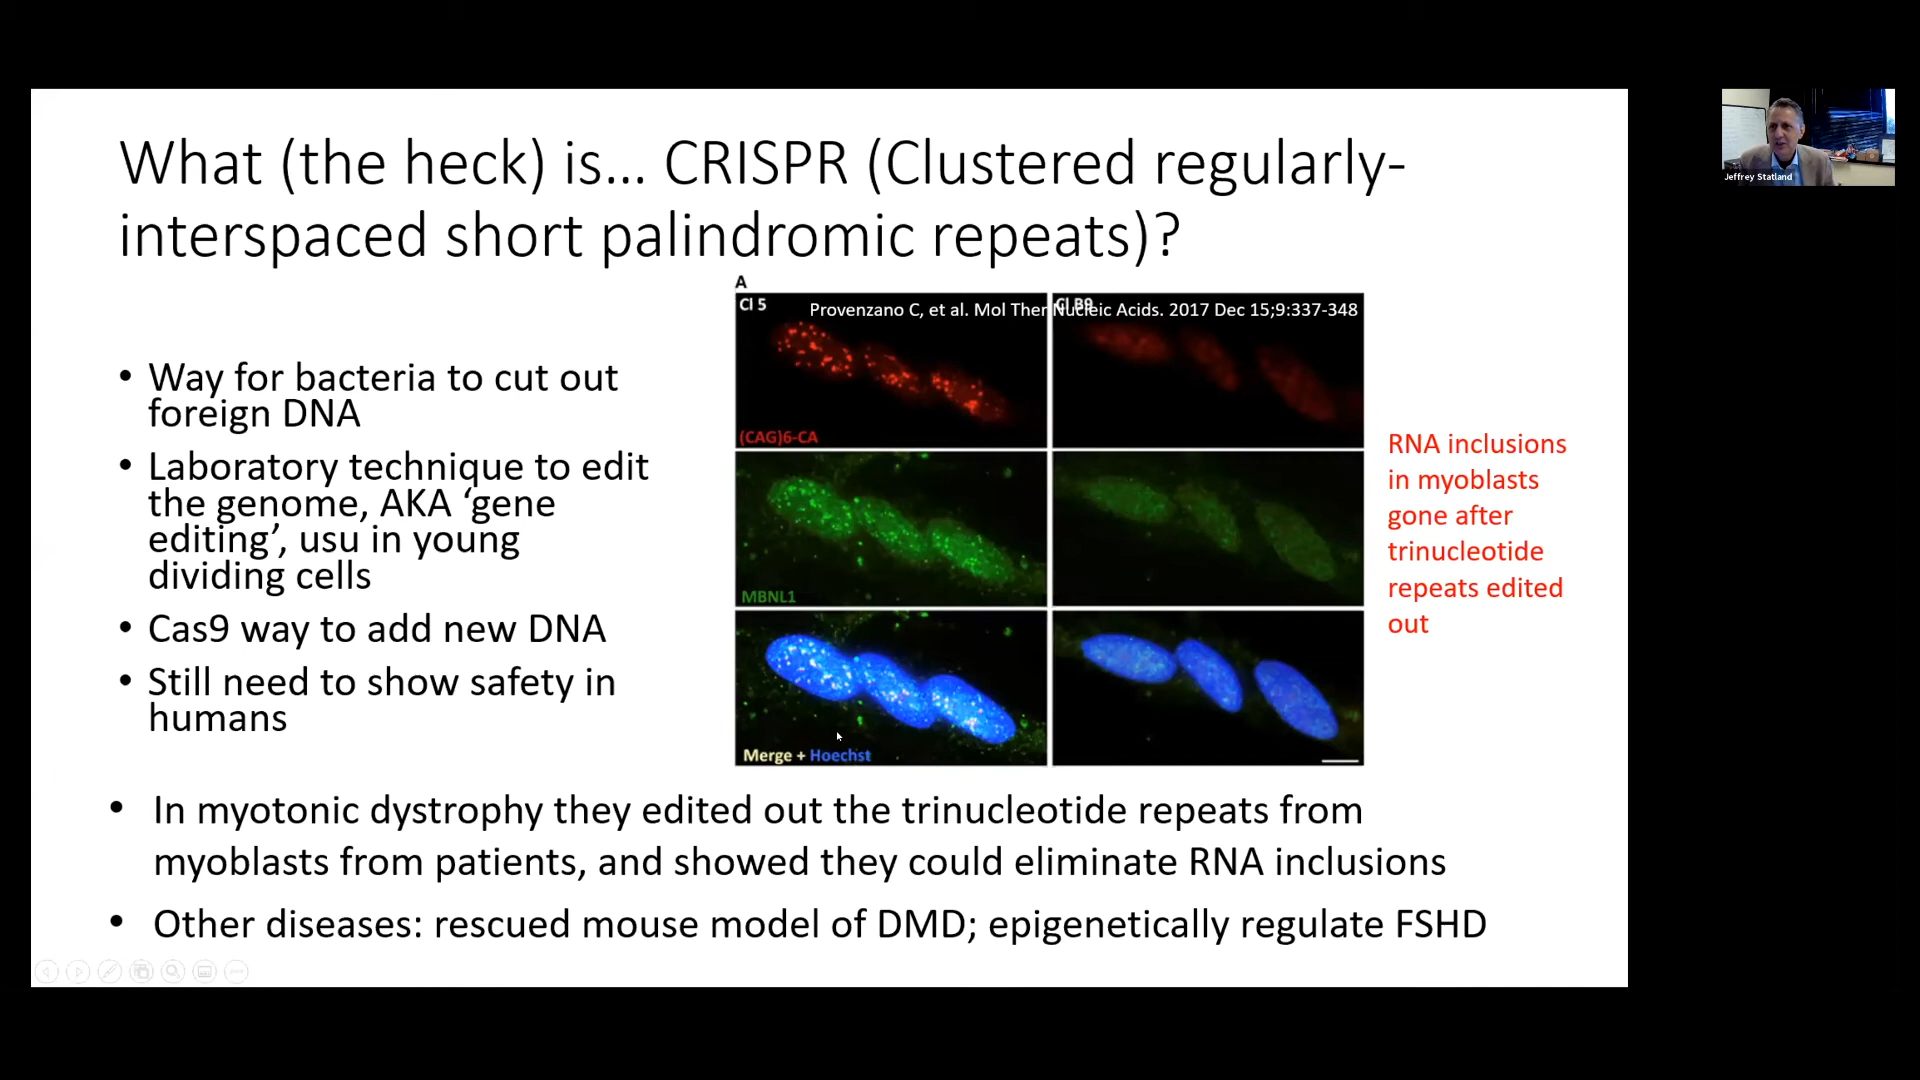 What (the heck) is... CRISPR (Clustered regularly-
interspaced short palindromic repeats)?
• Way for bacteria to cut out
foreign DNA
• Laboratory technique to edit
the genome, AKA ‘gene
editing’, usu in young
dividing cells
• Cas9 way to add new DNA
• Still need to show safety in
humans
A
Cl 5
Cl B9
Provenzano C, et al. Mol Ther Nucleic Acids. 2017 Dec 15;9:337-348
(CAG)6-CA
MBNL1
Merge + Hoechst
RNA inclusions
in myoblasts
gone after
trinucleotide
repeats edited
out
• In myotonic dystrophy they edited out the trinucleotide repeats from
myoblasts from patients, and showed they could eliminate RNA inclusions
• Other diseases: rescued mouse model of DMD; epigenetically regulate FSHD
Jeffrey Statland